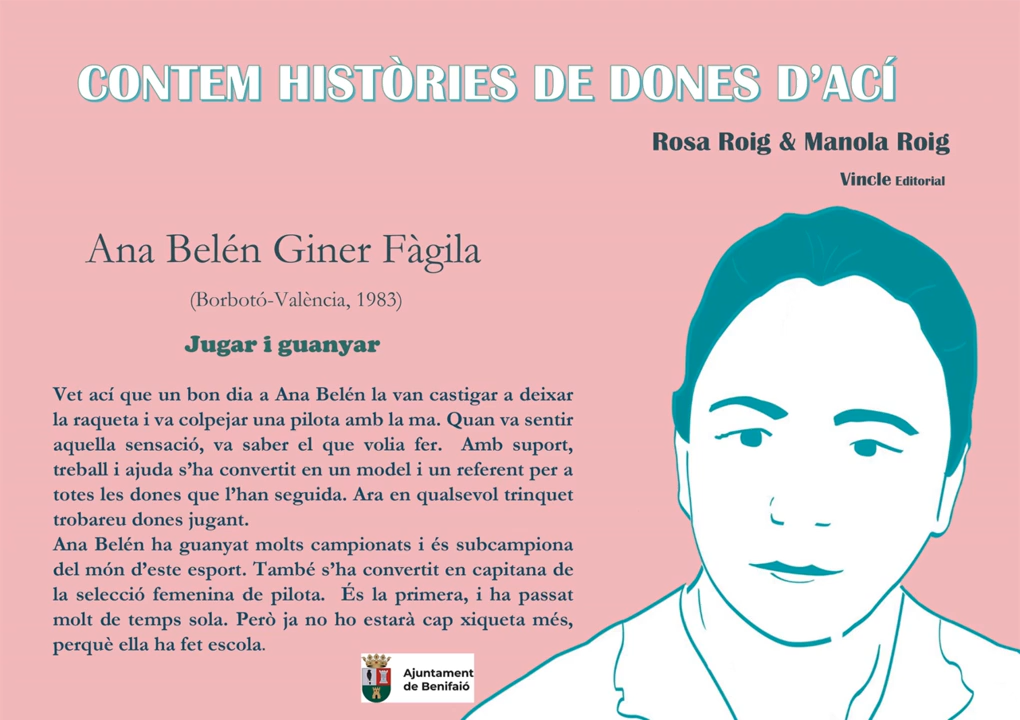 CONTEM HISTÒRIES DE DONES D'ACÍ
Rosa Roig & Manola Roig
Vincle Editorial
Ana Belén Giner Fàgila
(Borbotó-València, 1983)
Jugar i guanyar
Vet ací que un bon dia a Ana Belén la van castigar a deixar
la raqueta i va colpejar una pilota amb la ma. Quan va sentir
aquella sensació, va saber el que volia fer. Amb suport,
treball i ajuda s'ha convertit en un model i un referent per a
totes les dones que l'han seguida. Ara en qualsevol trinquet
trobareu dones jugant.
Ana Belén ha guanyat molts campionats i és subcampiona
del món d'este esport. També s'ha convertit en capitana de
la selecció femenina de pilota. És la primera, i ha passat
molt de temps sola. Però ja no ho estarà cap xiqueta més,
perquè ella ha fet escola.
Ajuntament
de Benifaió